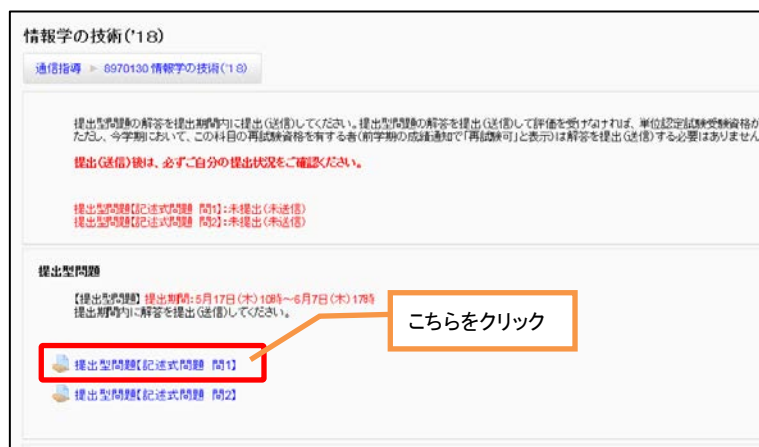 情報学の技術('18)
通信指導 ► 8970130 情報学の技術('18)
提出型問題の解答を提出期間内に提出(送信)してください。提出型問題の解答を提出(送信)して評価を受けなければ、単位認定試験受験資格が
ただし、今学期において、この科目の再試験資格を有する者(前学期の成績通知で「再試験可」と表示)は解答を提出(送信)する必要はありません
提出(送信)後は、必ずご自分の提出状況をご確認ください。
提出型問題【記述式問題 問1】:未提出(未送信)
提出型問題【記述式問題 問2】:未提出(未送信)
提出型問題
【提出型問題】提出期間:5月17日(木)10時～6月7日(木)17時
提出期間内に解答を提出(送信)してください。
こちらをクリック
提出型問題【記述式問題 問1】
提出型問題【記述式問題 問2】